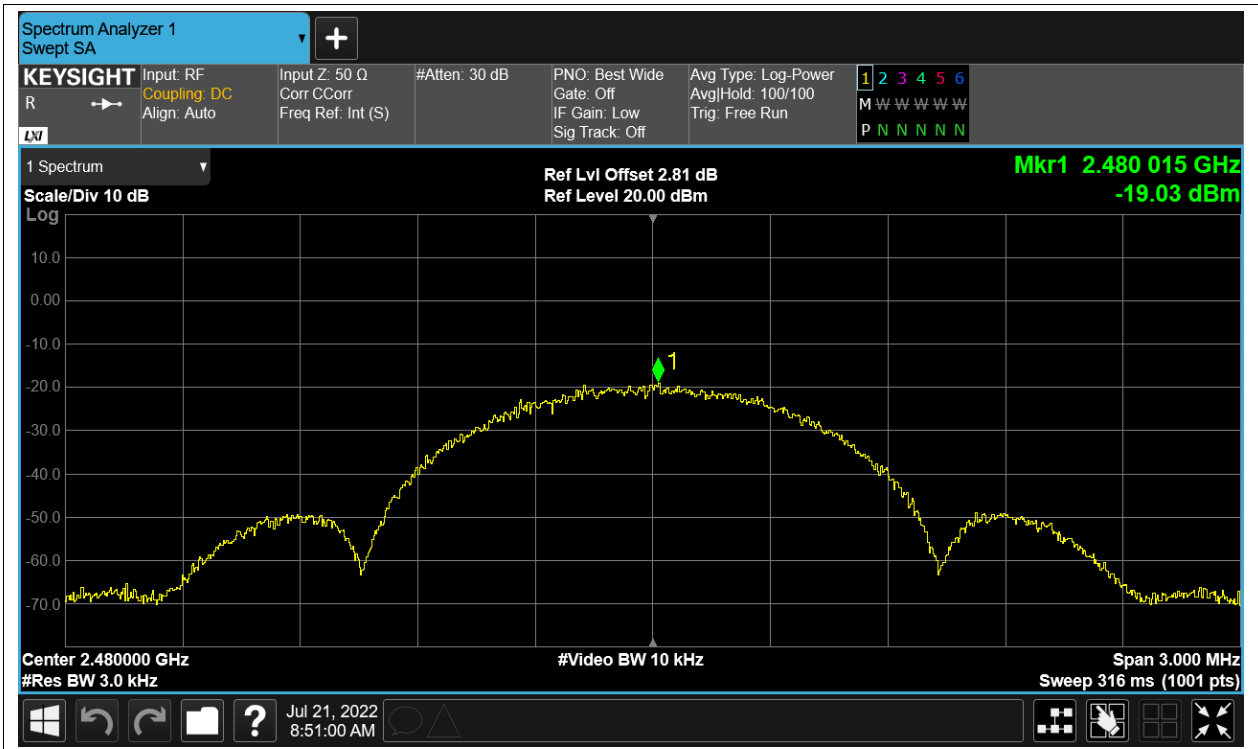 Spectrum Analyzer 1
Swept SA
KEYSIGHT
R
LXI
Input: RF
Coupling: DC
Align: Auto
Input Z: 50 Ω
Corr CCorr
Freq Ref: Int (S)
#Atten: 30 dB
PNO: Best Wide
Gate: Off
IF Gain: Low
Sig Track: Off
Avg Type: Log-Power
Avg|Hold: 100/100
Trig: Free Run
1 2 3 4 5 6
M W W W W W W
P N N N N N
1 Spectrum
Scale/Div 10 dB
Log
Ref Lvl Offset 2.81 dB
Ref Level 20.00 dBm
Mkr1 2.480 015 GHz
-19.03 dBm
10.0
0.00
-10.0
-20.0
-30.0
-40.0
-50.0
-60.0
-70.0
1
Center 2.480000 GHz
#Res BW 3.0 kHz
#Video BW 10 kHz
Span 3.000 MHz
Sweep 316 ms (1001 pts)
?
Jul 21, 2022
8:51:00 AM